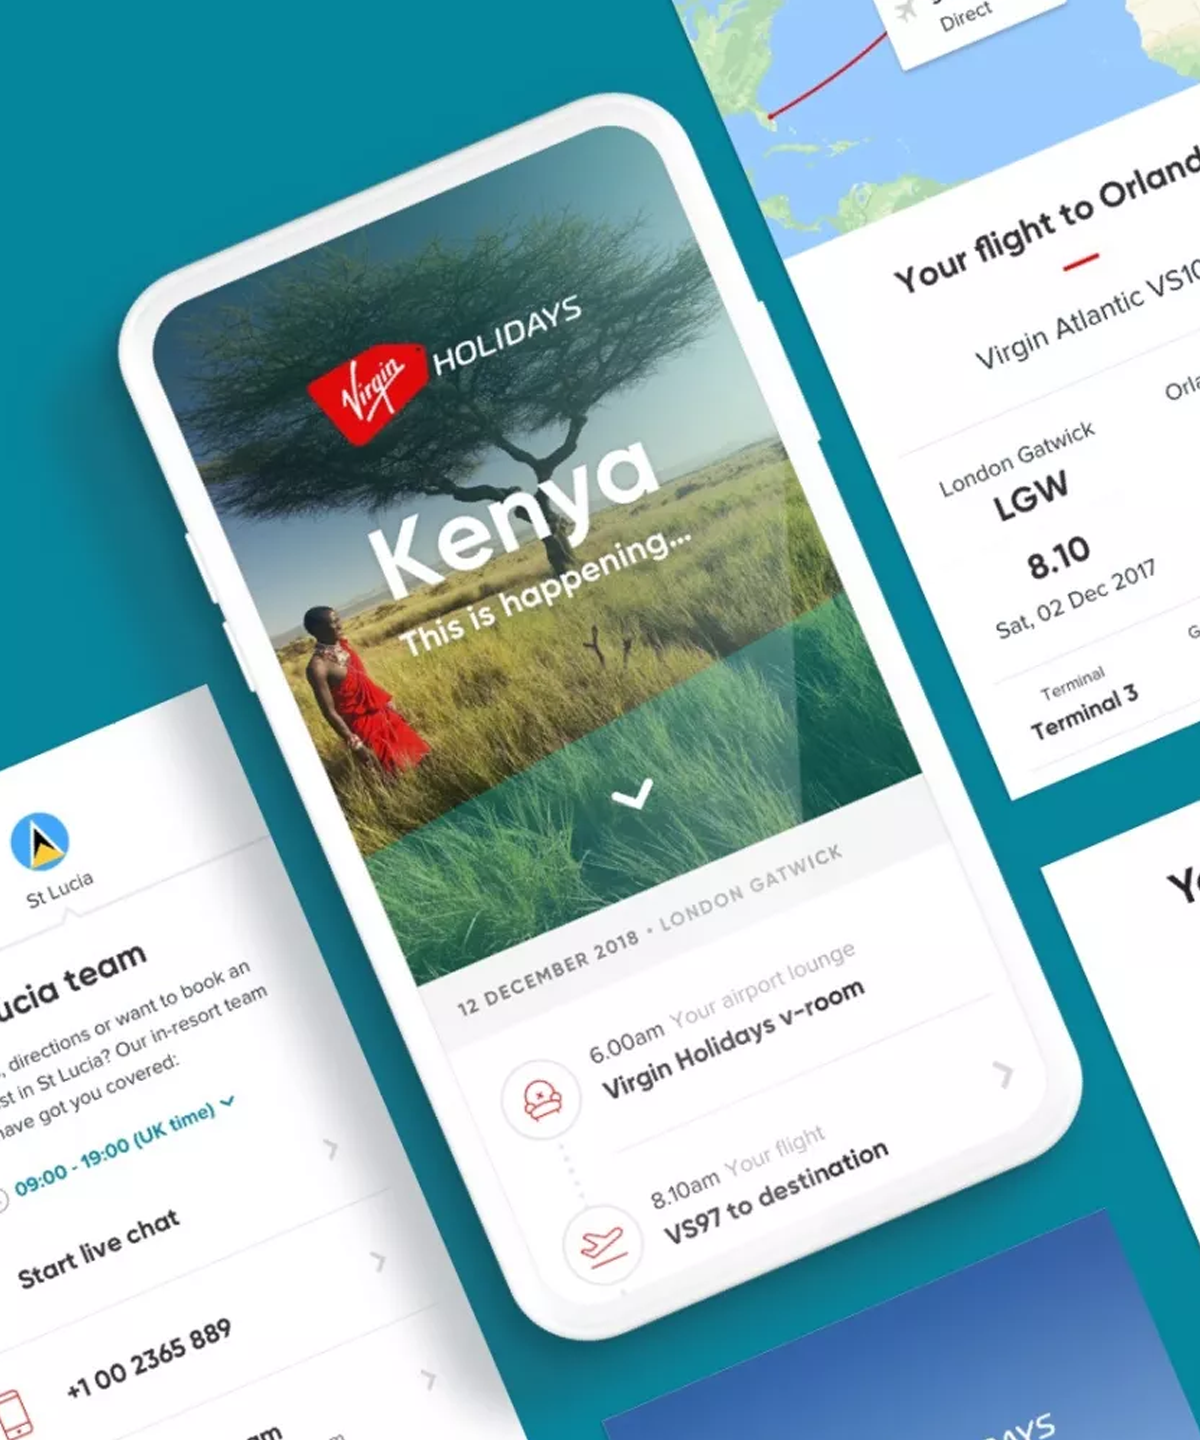 Direct
Your flight to Orland
Virgin Atlantic VS10
London Gatwick
LGW
8.10
Sat, 02 Dec 2017
Orla
Terminal
Terminal 3
G
Virgin HOLIDAYS
Kenya
This is happening...
12 DECEMBER 2018 • LONDON GATWICK
6.00am Your airport lounge
Virgin Holidays v-room
8.10am Your flight
VS97 to destination
St Lucia
ucia team
, directions or want to book an
st in St Lucia? Our in-resort team
have got you covered:
09:00 - 19:00 (UK time)
Start live chat
+1 00 2365 889
am
Yo
DAYS